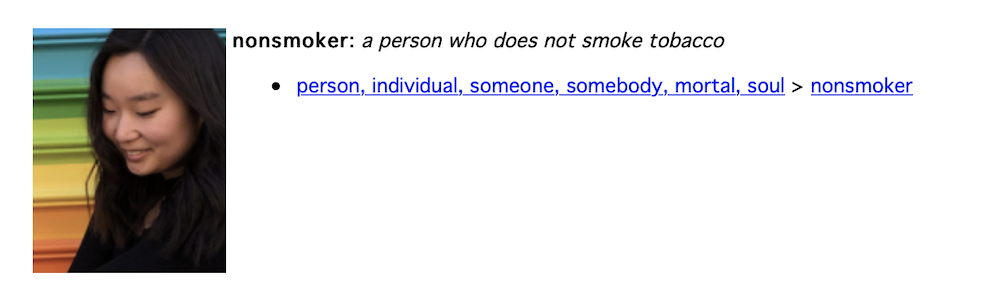 nonsmoker: a person who does not smoke tobacco
• person, individual, someone, somebody, mortal, soul > nonsmoker